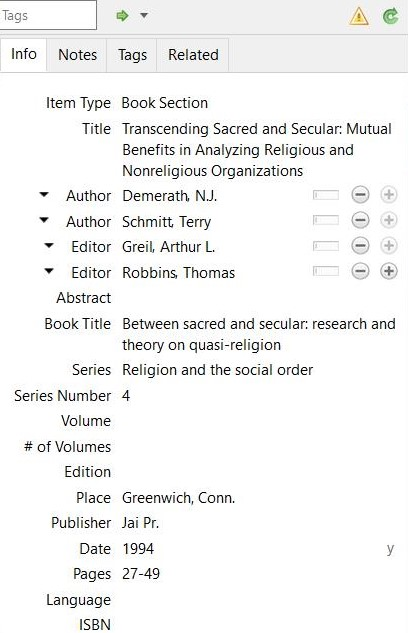 Tags
Info Notes Tags Related
Item Type Book Section
Title Transcending Sacred and Secular: Mutual
Benefits in Analyzing Religious and
Nonreligious Organizations
Author Demerath, N.J.
Author Schmitt, Terry
Editor Greil, Arthur L.
Editor Robbins, Thomas
Abstract
Book Title Between sacred and secular: research and
theory on quasi-religion
Series Religion and the social order
Series Number 4
Volume
# of Volumes
Edition
Place Greenwich, Conn.
Publisher Jai Pr.
Date 1994 y
Pages 27-49
Language
ISBN